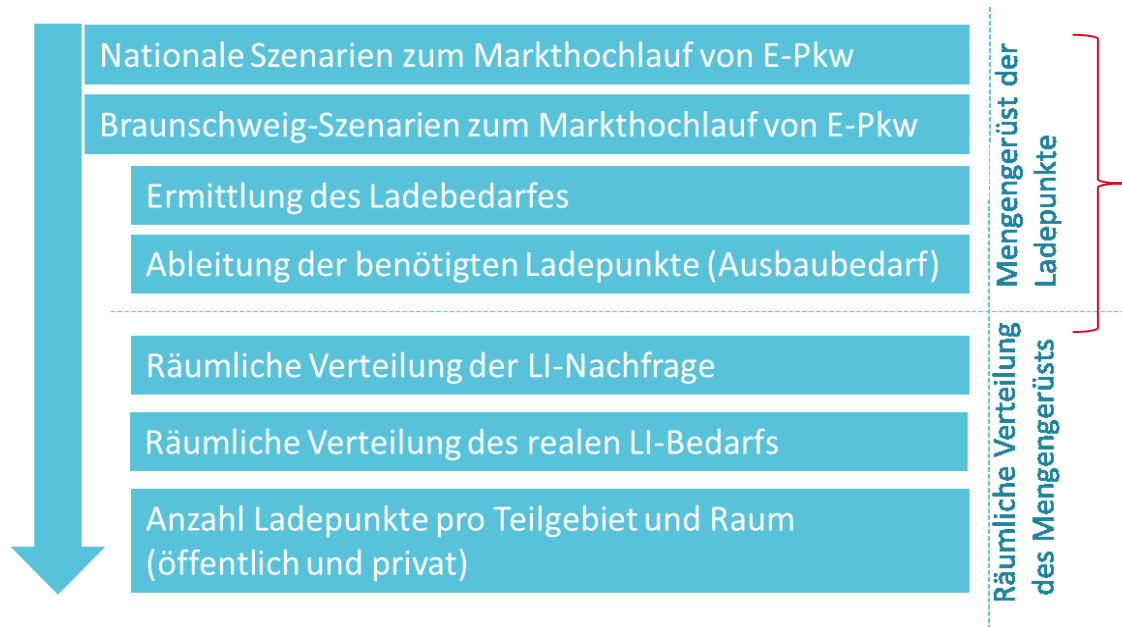 Nationale Szenarien zum Markthochlauf von E-Pkw
Braunschweig-Szenarien zum Markthochlauf von E-Pkw
Ermittlung des Ladebedarfes
Ableitung der benötigten Ladepunkte (Ausbaubedarf)
Mengengerüst der
Ladepunkte
Räumliche Verteilung der LI-Nachfrage
Räumliche Verteilung des realen LI-Bedarfs
Anzahl Ladepunkte pro Teilgebiet und Raum
(öffentlich und privat)
Räumliche Verteilung
des Mengengerüsts